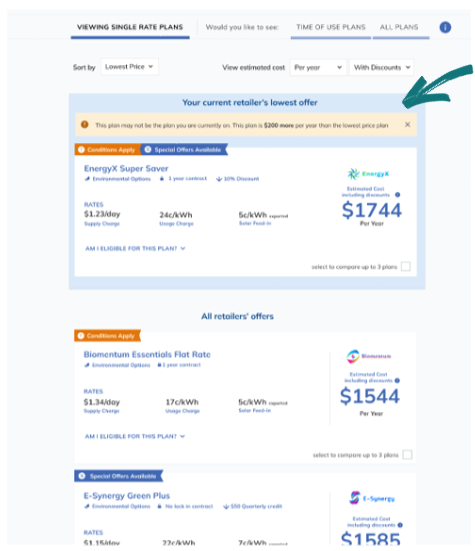 VIEWING SINGLE RATE PLANS Would you like to see: TIME OF USE PLANS ALL PLANS i
Sort by Lowest Price View estimated cost Per year With Discounts
Your current retailer's lowest offer
This plan may not be the plan you are currently on. This plan is $200 more per year than the lowest price plan ×
Conditions Apply Special Offers Available
EnergyX Super Saver
Environmental Options 1 year contract 10% Discount
EnergyX
Estimated Cost
including discounts
$1744
Per Year
RATES
$1.23/day 24c/kWh 5c/kWh exported
Supply Charge Usage Charge Solar Feed-in
AM I ELIGIBLE FOR THIS PLAN?
select to compare up to 3 plans
All retailers' offers
Conditions Apply
Biomentum Essentials Flat Rate
Environmental Options 1 year contract
Biomentum
Estimated Cost
including discounts
$1544
Per Year
RATES
$1.34/day 17c/kWh 5c/kWh exported
Supply Charge Usage Charge Solar Feed-in
AM I ELIGIBLE FOR THIS PLAN?
select to compare up to 3 plans
Special Offers Available
E-Synergy Green Plus
Environmental Options No lock in contract $50 Quarterly credit
E-Synergy
Estimated Cost
including discounts
$1585
RATES
$1.15/day 22c/kWh 7c/kWh exported